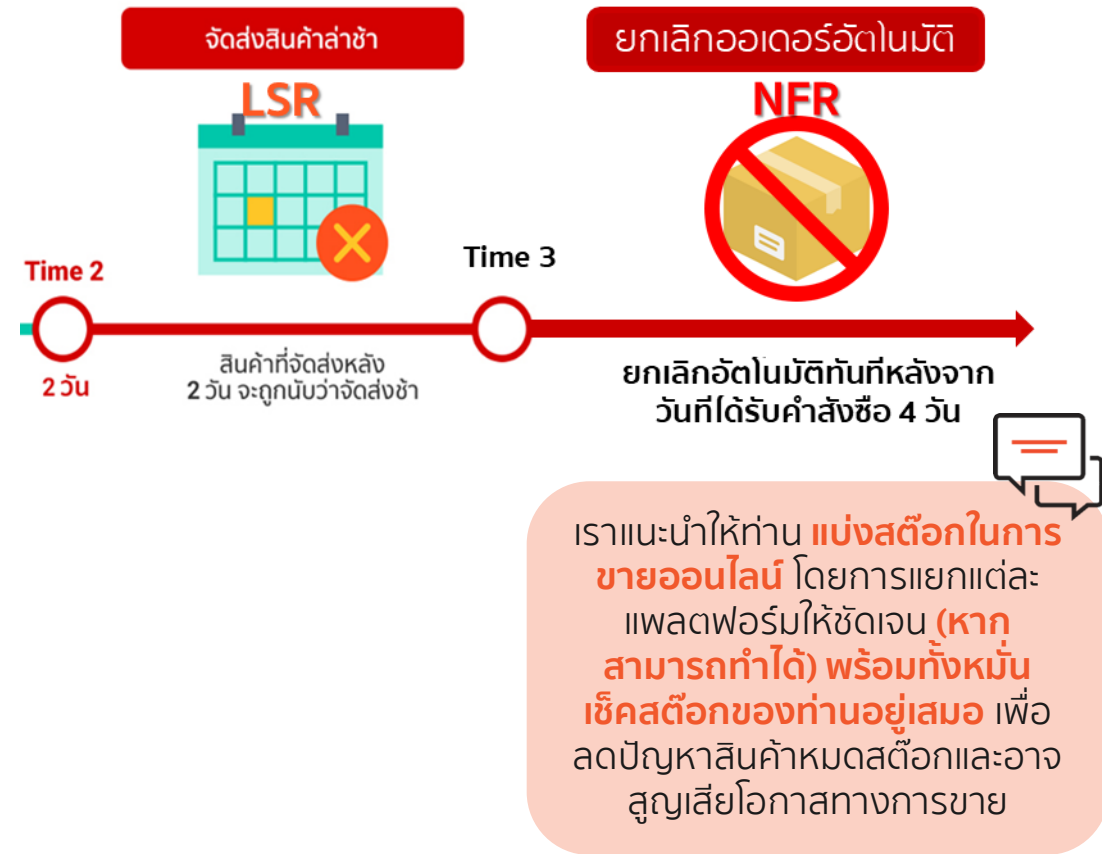 จัดส่งสินค้าล่าช้า
ยกเลิกออเดอร์อัตโนมัติ
LSR
NFR
Time 2
Time 3
2 วัน
สินค้าที่จัดส่งหลัง
2 วัน จะถูกนับว่าจัดส่งช้า
ยกเลิกอัตโนมัติทันทีหลังจาก
วันทีได้รับคำสังซือ 4 วัน
เราแนะนำให้ท่าน แบ่งสต๊อกในการ
ขายออนไลน์ โดยการแยกแต่ละ
แพลตฟอร์มให้ชัดเจน (หาก
สามารถทำได้) พร้อมทั้งหมั่น
เช็คสต๊อกของท่านอยู่เสมอ เพื่อ
ลดปัญหาสินค้าหมดสต๊อกและอาจ
สูญเสียโอกาสทางการขาย